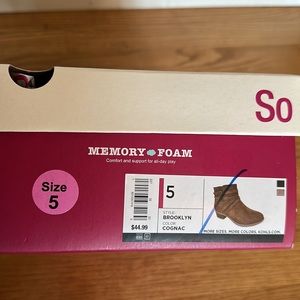 So
MEMORY FOAM
Comfort and support for all-day play
Size
5
5
STYLE:
BROOKLYN
COLOR:
COGNAC
$44.99
MORE SIZES, MORE COLORS, KOHLS.COM